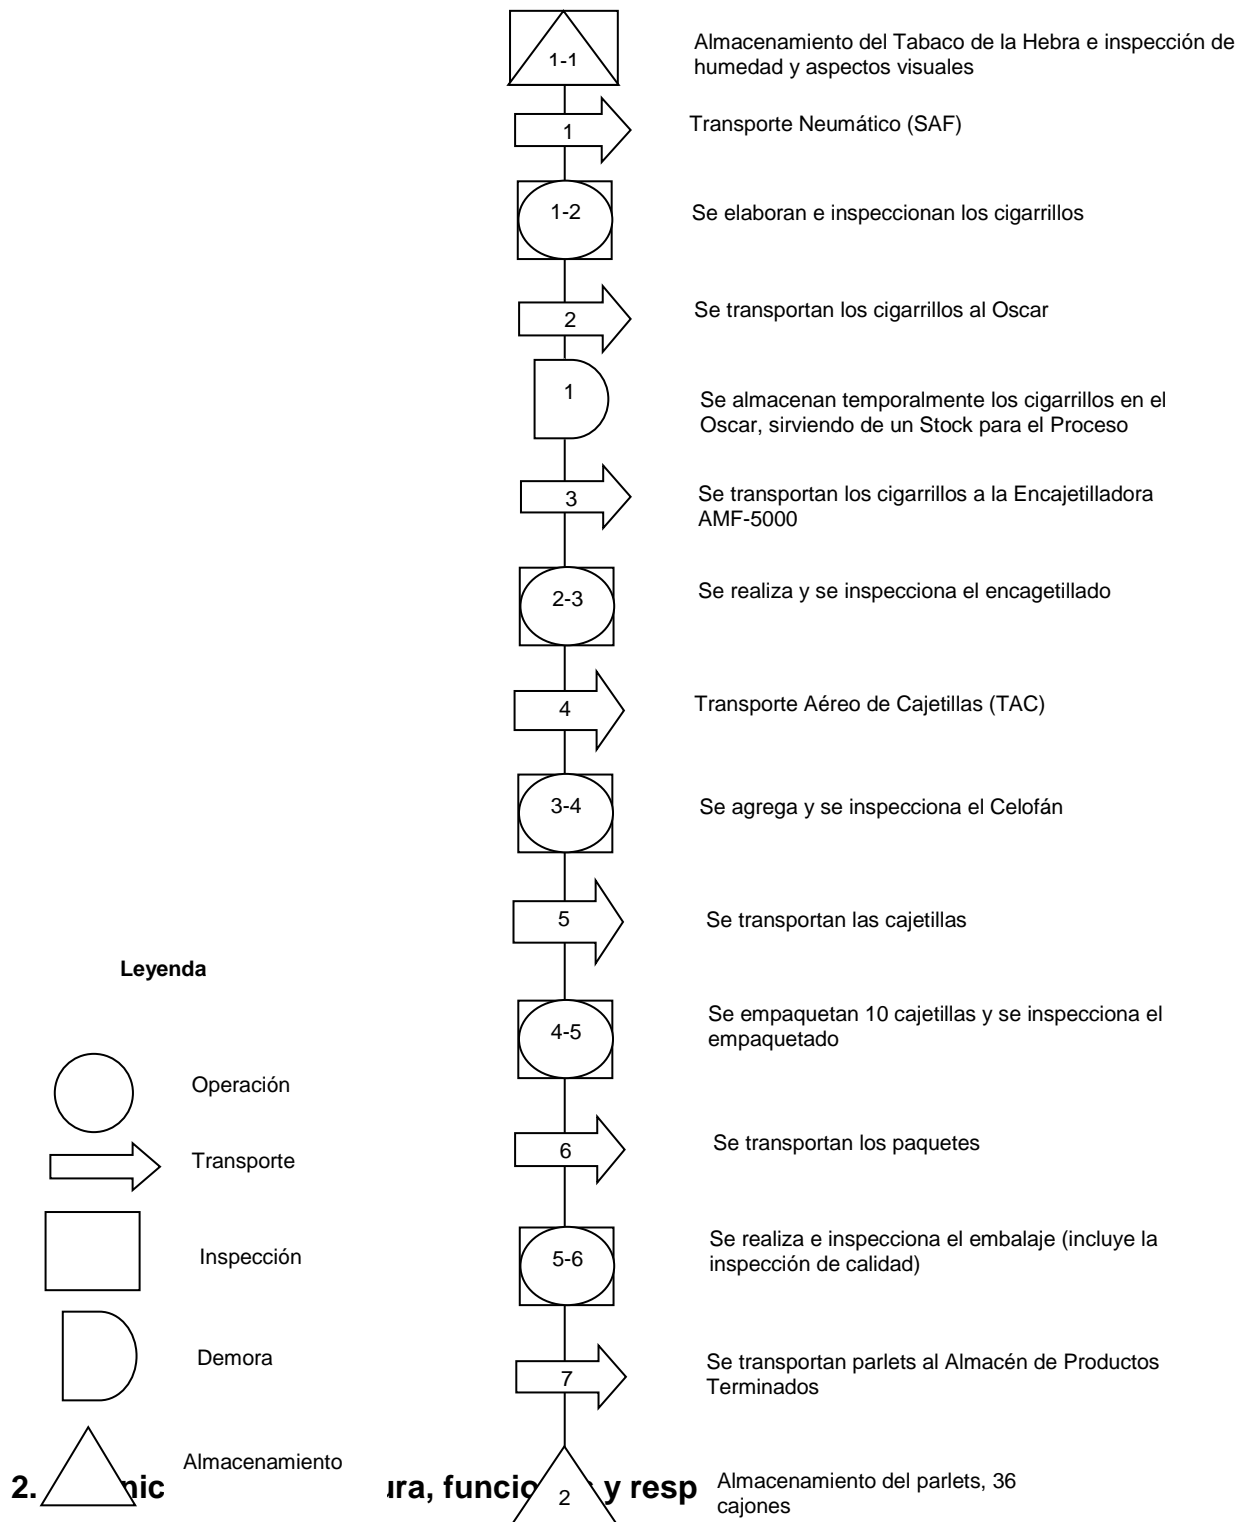 1-1
Almacenamiento del Tabaco de la Hebra e inspección de
humedad y aspectos visuales
1
Transporte Neumático (SAF)
1-2
Se elaboran e inspeccionan los cigarrillos
2
Se transportan los cigarrillos al Oscar
1
Se almacenan temporalmente los cigarrillos en el
Oscar, sirviendo de un Stock para el Proceso
3
Se transportan los cigarrillos a la Encajetilladora
AMF-5000
2-3
Se realiza y se inspecciona el encagetillado
4
Transporte Aéreo de Cajetillas (TAC)
3-4
Se agrega y se inspecciona el Celofán
5
Se transportan las cajetillas
4-5
Se empaquetan 10 cajetillas y se inspecciona el
empaquetado
6
Se transportan los paquetes
5-6
Se realiza e inspecciona el embalaje (incluye la
inspección de calidad)
7
Se transportan parlets al Almacén de Productos
Terminados
2
Almacenamiento del parlets, 36
cajones
Leyenda
Operación
Transporte
Inspección
Demora
Almacenamiento
2. y resp